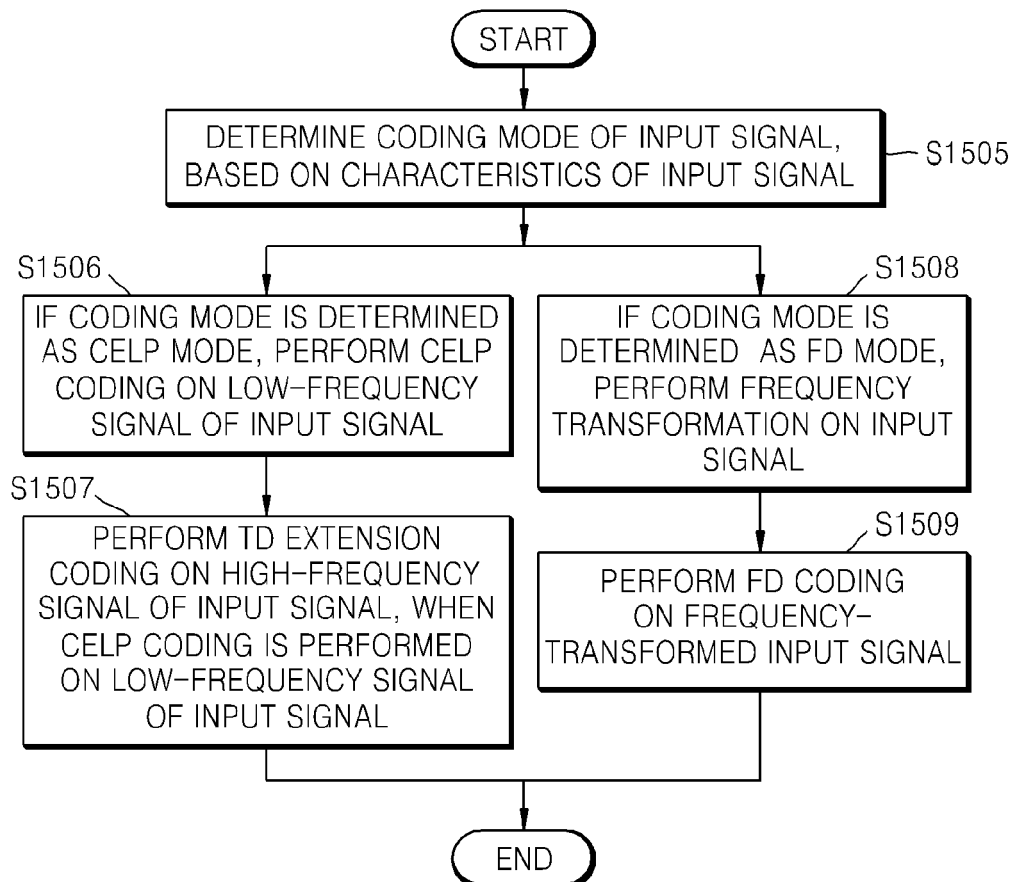 START
DETERMINE CODING MODE OF INPUT SIGNAL,
BASED ON CHARACTERISTICS OF INPUT SIGNAL
S1505
S1506
IF CODING MODE IS DETERMINED
AS CELP MODE, PERFORM CELP
CODING ON LOW-FREQUENCY
SIGNAL OF INPUT SIGNAL
S1507
PERFORM TD EXTENSION
CODING ON HIGH-FREQUENCY
SIGNAL OF INPUT SIGNAL, WHEN
CELP CODING IS PERFORMED
ON LOW-FREQUENCY SIGNAL
OF INPUT SIGNAL
S1508
IF CODING MODE IS
DETERMINED AS FD MODE,
PERFORM FREQUENCY
TRANSFORMATION ON INPUT
SIGNAL
S1509
PERFORM FD CODING
ON FREQUENCY-
TRANSFORMED INPUT SIGNAL
END